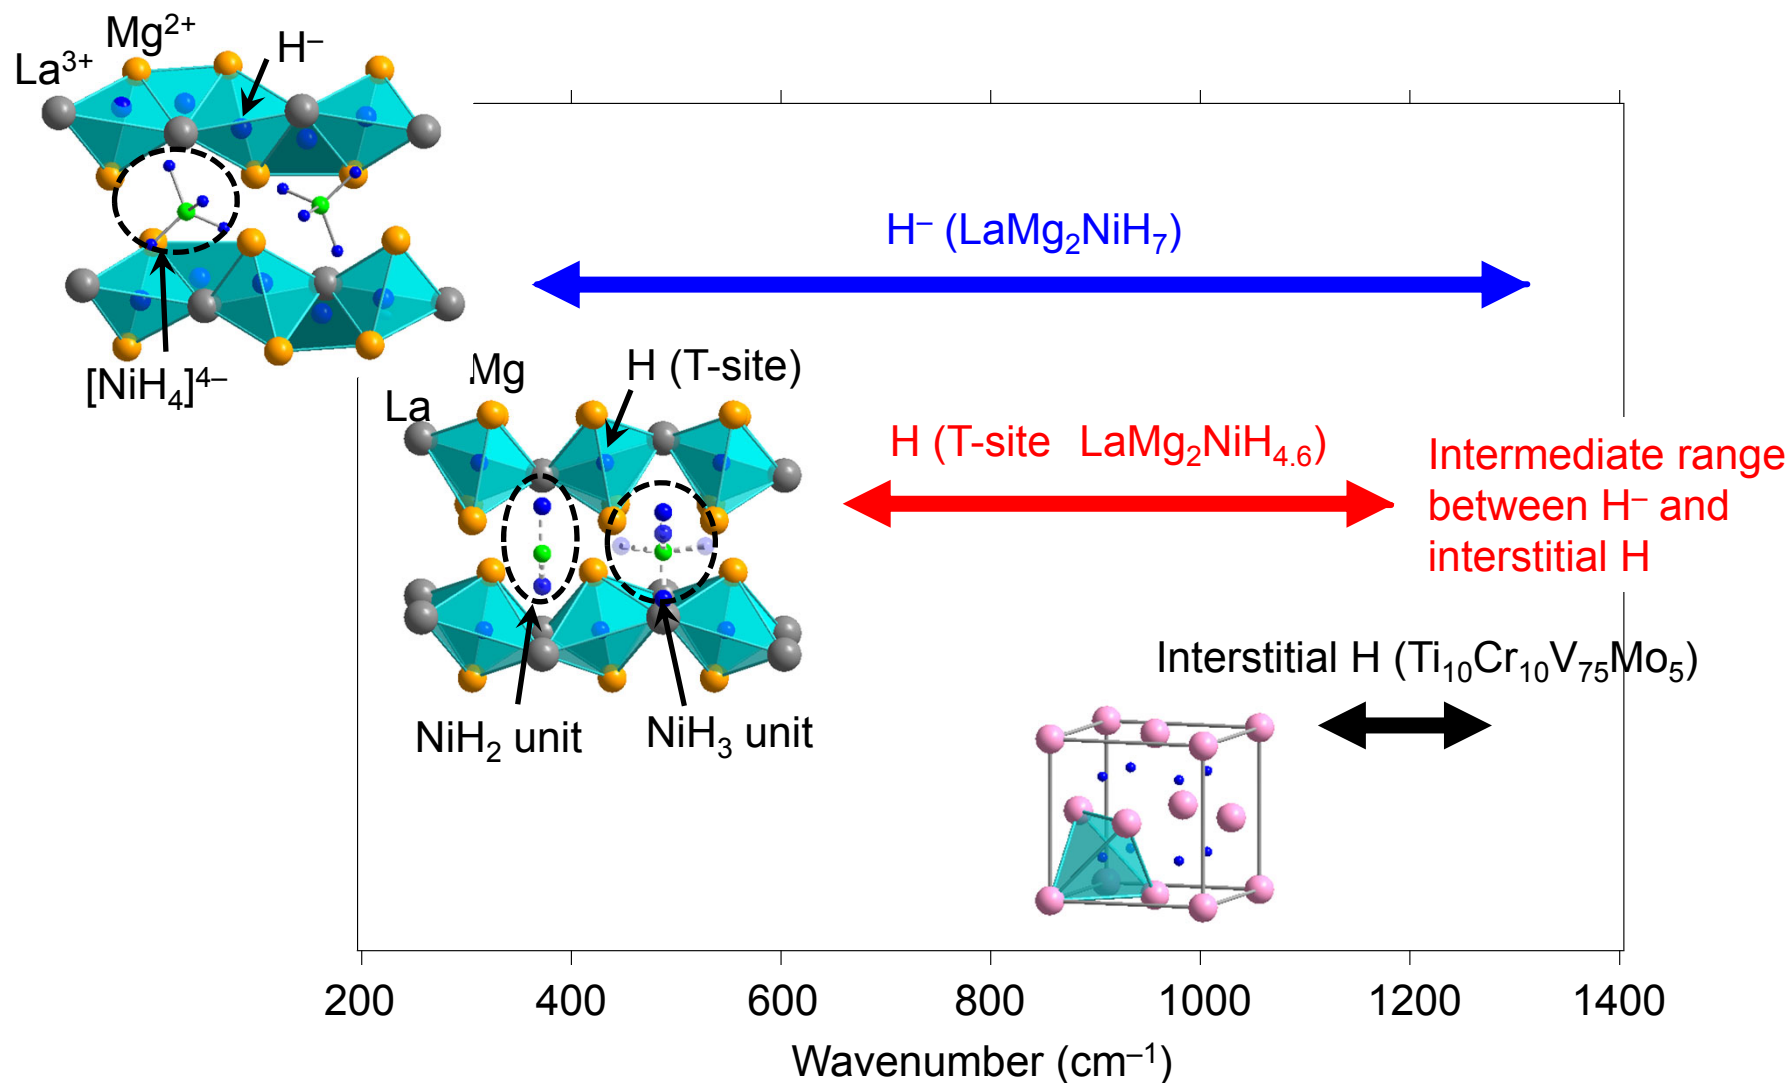 Mg²⁺
H⁻
La³⁺
H⁻ (LaMg₂NiH₇)
[NiH₄]⁴⁻
Mg
H (T-site)
La
H (T-site LaMg₂NiH₄.₆)
Intermediate range
between H⁻ and
interstitial H
Interstitial H (Ti₁₀Cr₁₀V₇₅Mo₅)
NiH₂ unit
NiH₃ unit
200 400 600 800 1000 1200 1400
Wavenumber (cm⁻¹)